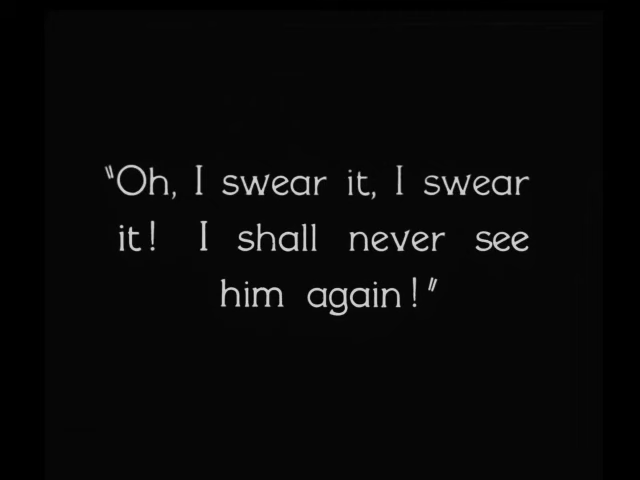 "Oh, I swear it, I swear
it! I shall never see
him again!"